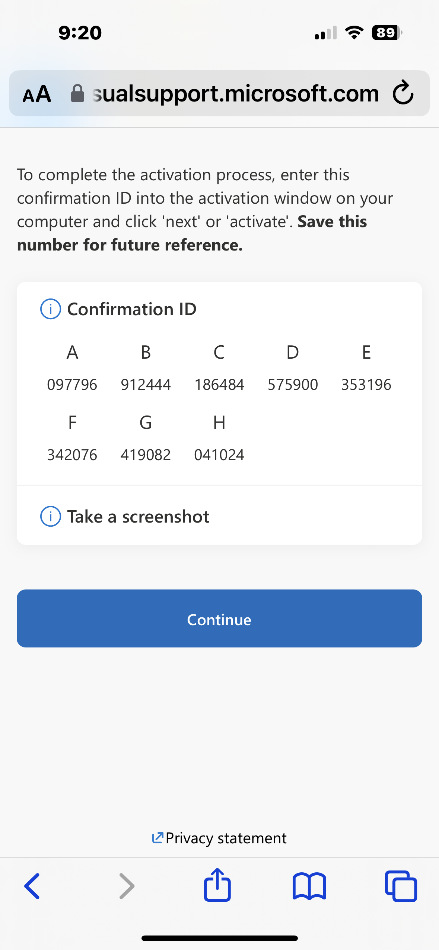 9:20
89
AA sualsupport.microsoft.com
To complete the activation process, enter this
confirmation ID into the activation window on your
computer and click 'next' or 'activate'. Save this
number for future reference.
Confirmation ID
A B C D E
097796 912444 186484 575900 353196
F G H
342076 419082 041024
Take a screenshot
Continue
Privacy statement